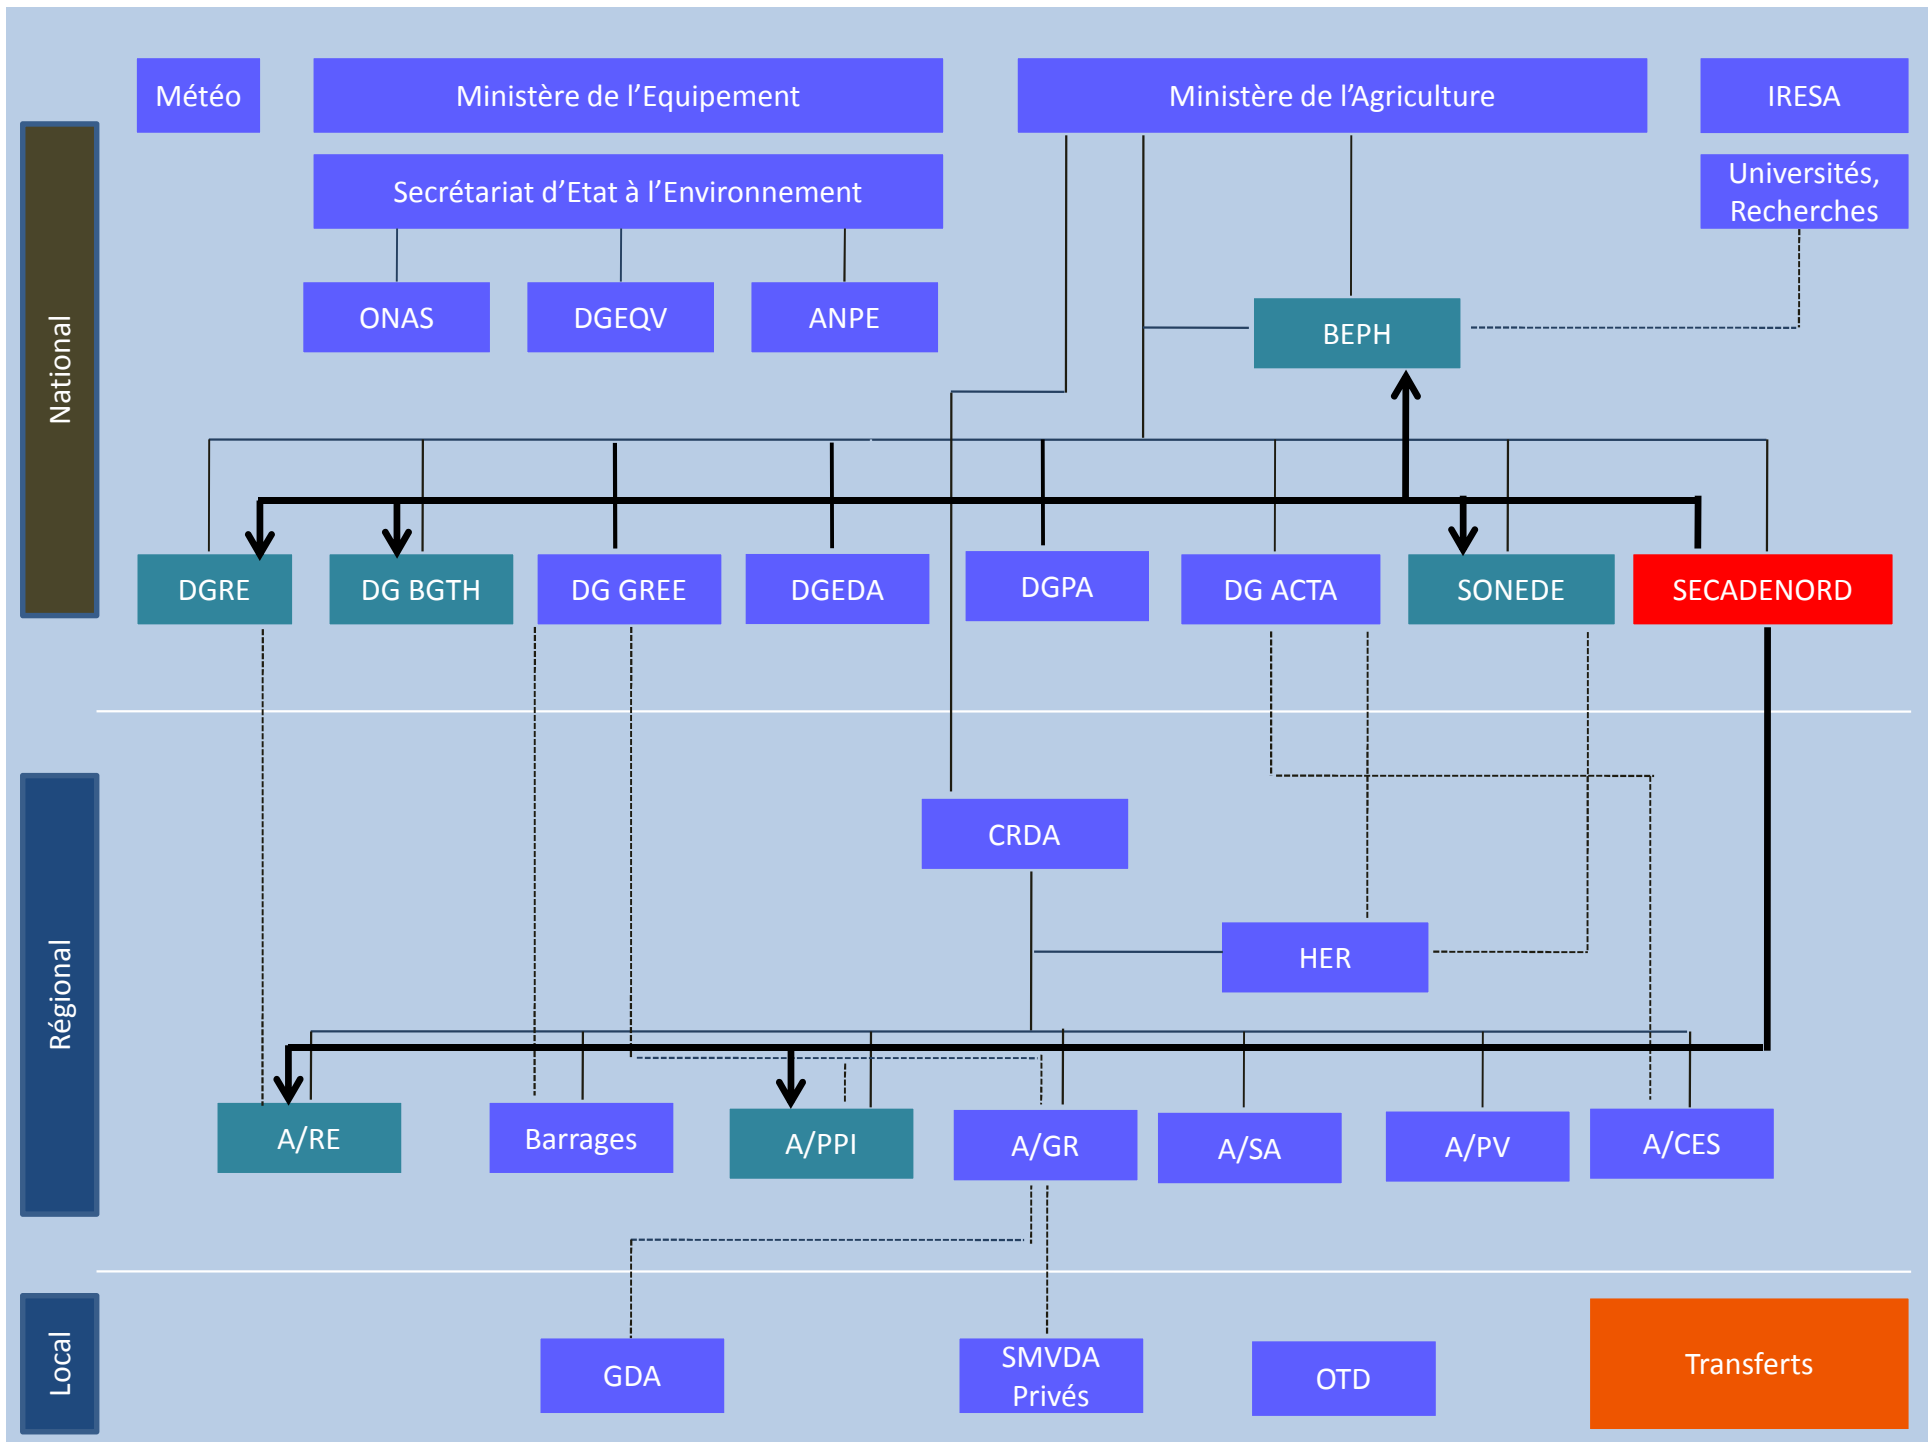 Météo
Ministère de l’Equipement
Ministère de l’Agriculture
IRESA
Secrétariat d’Etat à l’Environnement
Universités,
Recherches
National
ONAS
DGEQV
ANPE
BEPH
DGRE
DG BGTH
DG GREE
DGEDA
DGPA
DG ACTA
SONEDE
SECADENORD
Régional
CRDA
HER
A/RE
Barrages
A/PPI
A/GR
A/SA
A/PV
A/CES
Local
GDA
SMVDA
Privés
OTD
Transferts